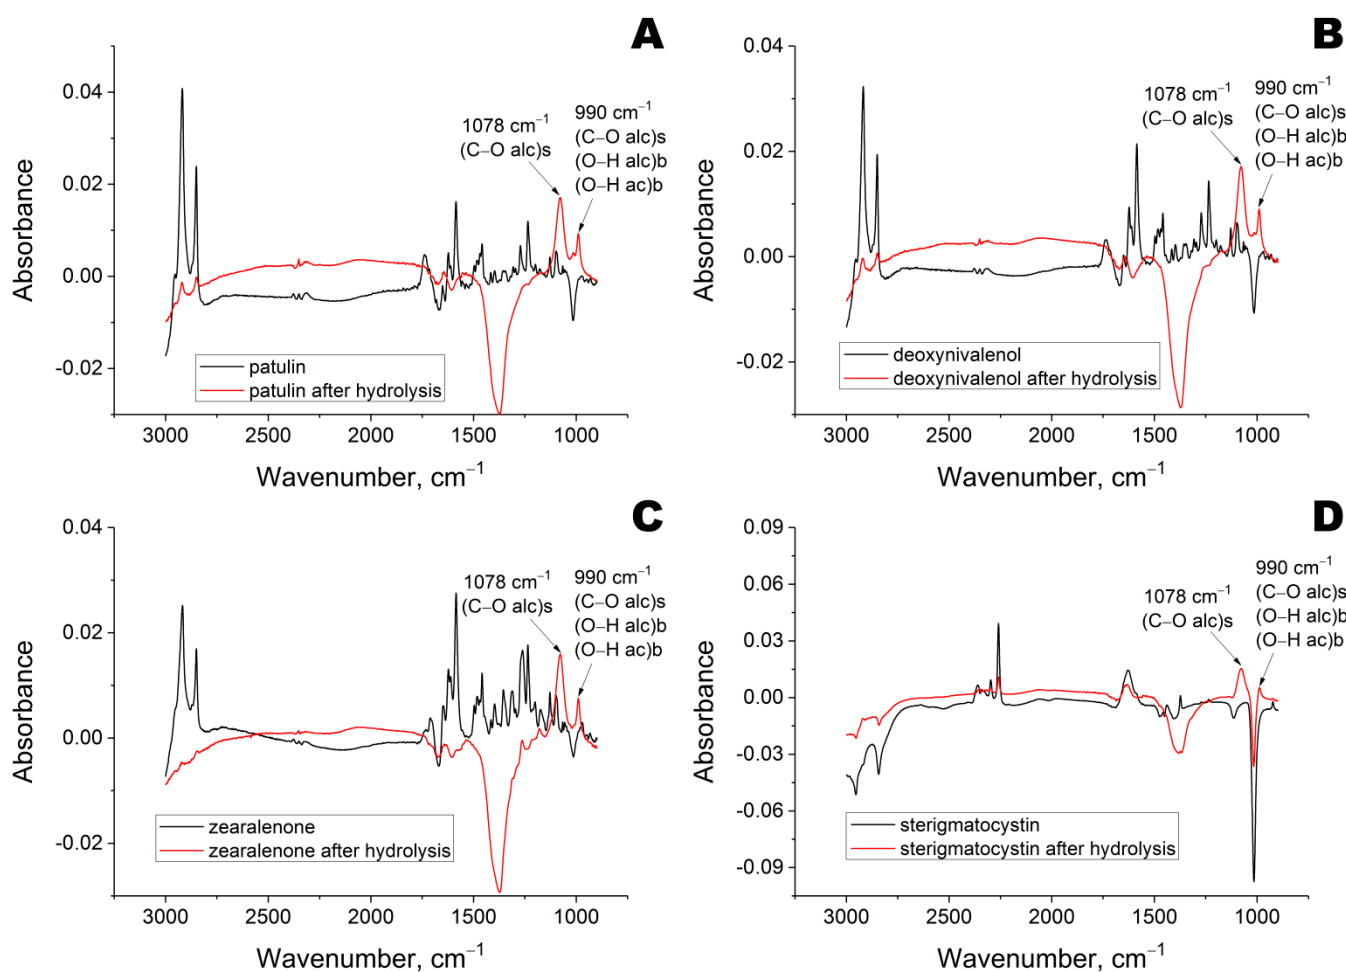 A
0.04
0.02
0.00
-0.02
Absorbance
1078 cm⁻¹
(C–O alc)s
990 cm⁻¹
(C–O alc)s
(O–H alc)b
(O–H ac)b
patulin
patulin after hydrolysis
3000 2500 2000 1500 1000
Wavenumber, cm⁻¹
B
0.04
0.02
0.00
-0.02
Absorbance
1078 cm⁻¹
(C–O alc)s
990 cm⁻¹
(C–O alc)s
(O–H alc)b
(O–H ac)b
deoxynivalenol
deoxynivalenol after hydrolysis
3000 2500 2000 1500 1000
Wavenumber, cm⁻¹
C
0.04
0.02
0.00
-0.02
Absorbance
1078 cm⁻¹
(C–O alc)s
990 cm⁻¹
(C–O alc)s
(O–H alc)b
(O–H ac)b
zearalenone
zearalenone after hydrolysis
3000 2500 2000 1500 1000
Wavenumber, cm⁻¹
D
0.09
0.06
0.03
0.00
-0.03
-0.06
-0.09
Absorbance
1078 cm⁻¹
(C–O alc)s
990 cm⁻¹
(C–O alc)s
(O–H alc)b
(O–H ac)b
sterigmatocystin
sterigmatocystin after hydrolysis
3000 2500 2000 1500 1000
Wavenumber, cm⁻¹